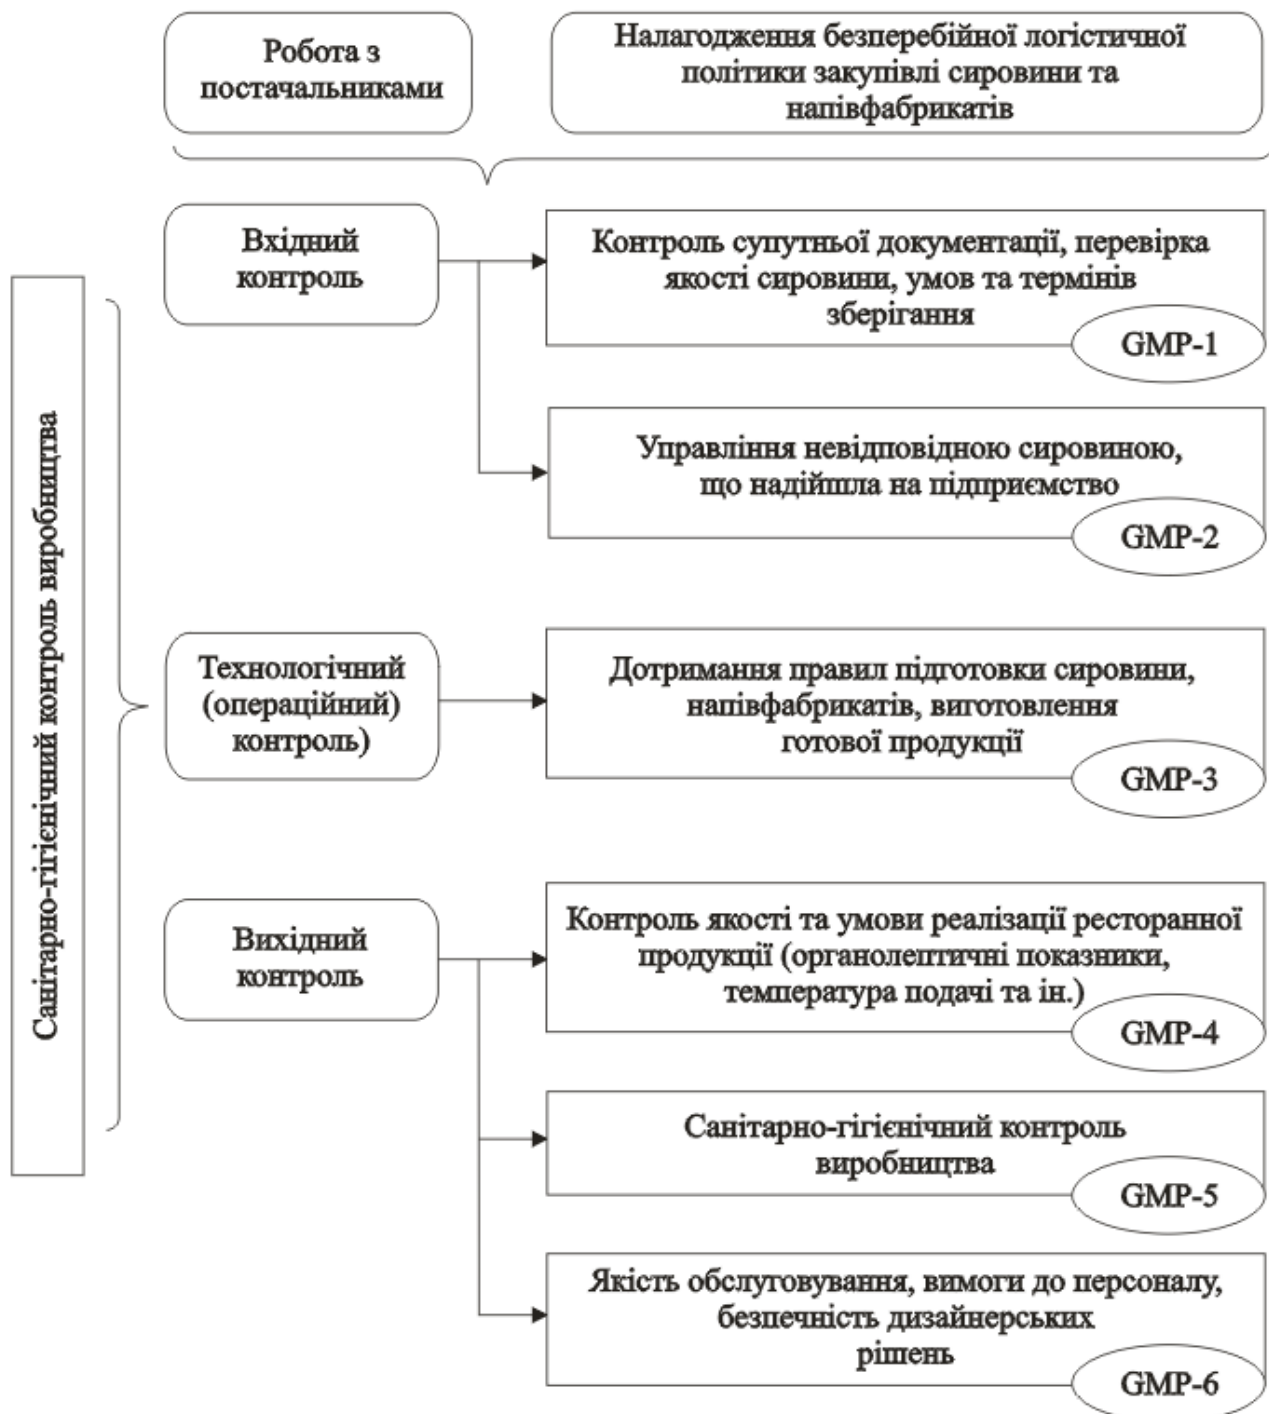 Робота з
постачальниками
Налагодження безперебійної логістичної
політики закупівлі сировини та
напівфабрикатів
Санітарно-гігієнічний контроль виробництва
Вхідний
контроль
Контроль супутньої документації, перевірка
якості сировини, умов та термінів
зберігання
GMP-1
Управління невідповідною сировиною,
що надійшла на підприємство
GMP-2
Технологічний
(операційний)
контроль)
Дотримання правил підготовки сировини,
напівфабрикатів, виготовлення
готової продукції
GMP-3
Вихідний
контроль
Контроль якості та умови реалізації ресторанної
продукції (органолептичні показники,
температура подачі та ін.)
GMP-4
Санітарно-гігієнічний контроль
виробництва
GMP-5
Якість обслуговування, вимоги до персоналу,
безпечність дизайнерських
рішень
GMP-6